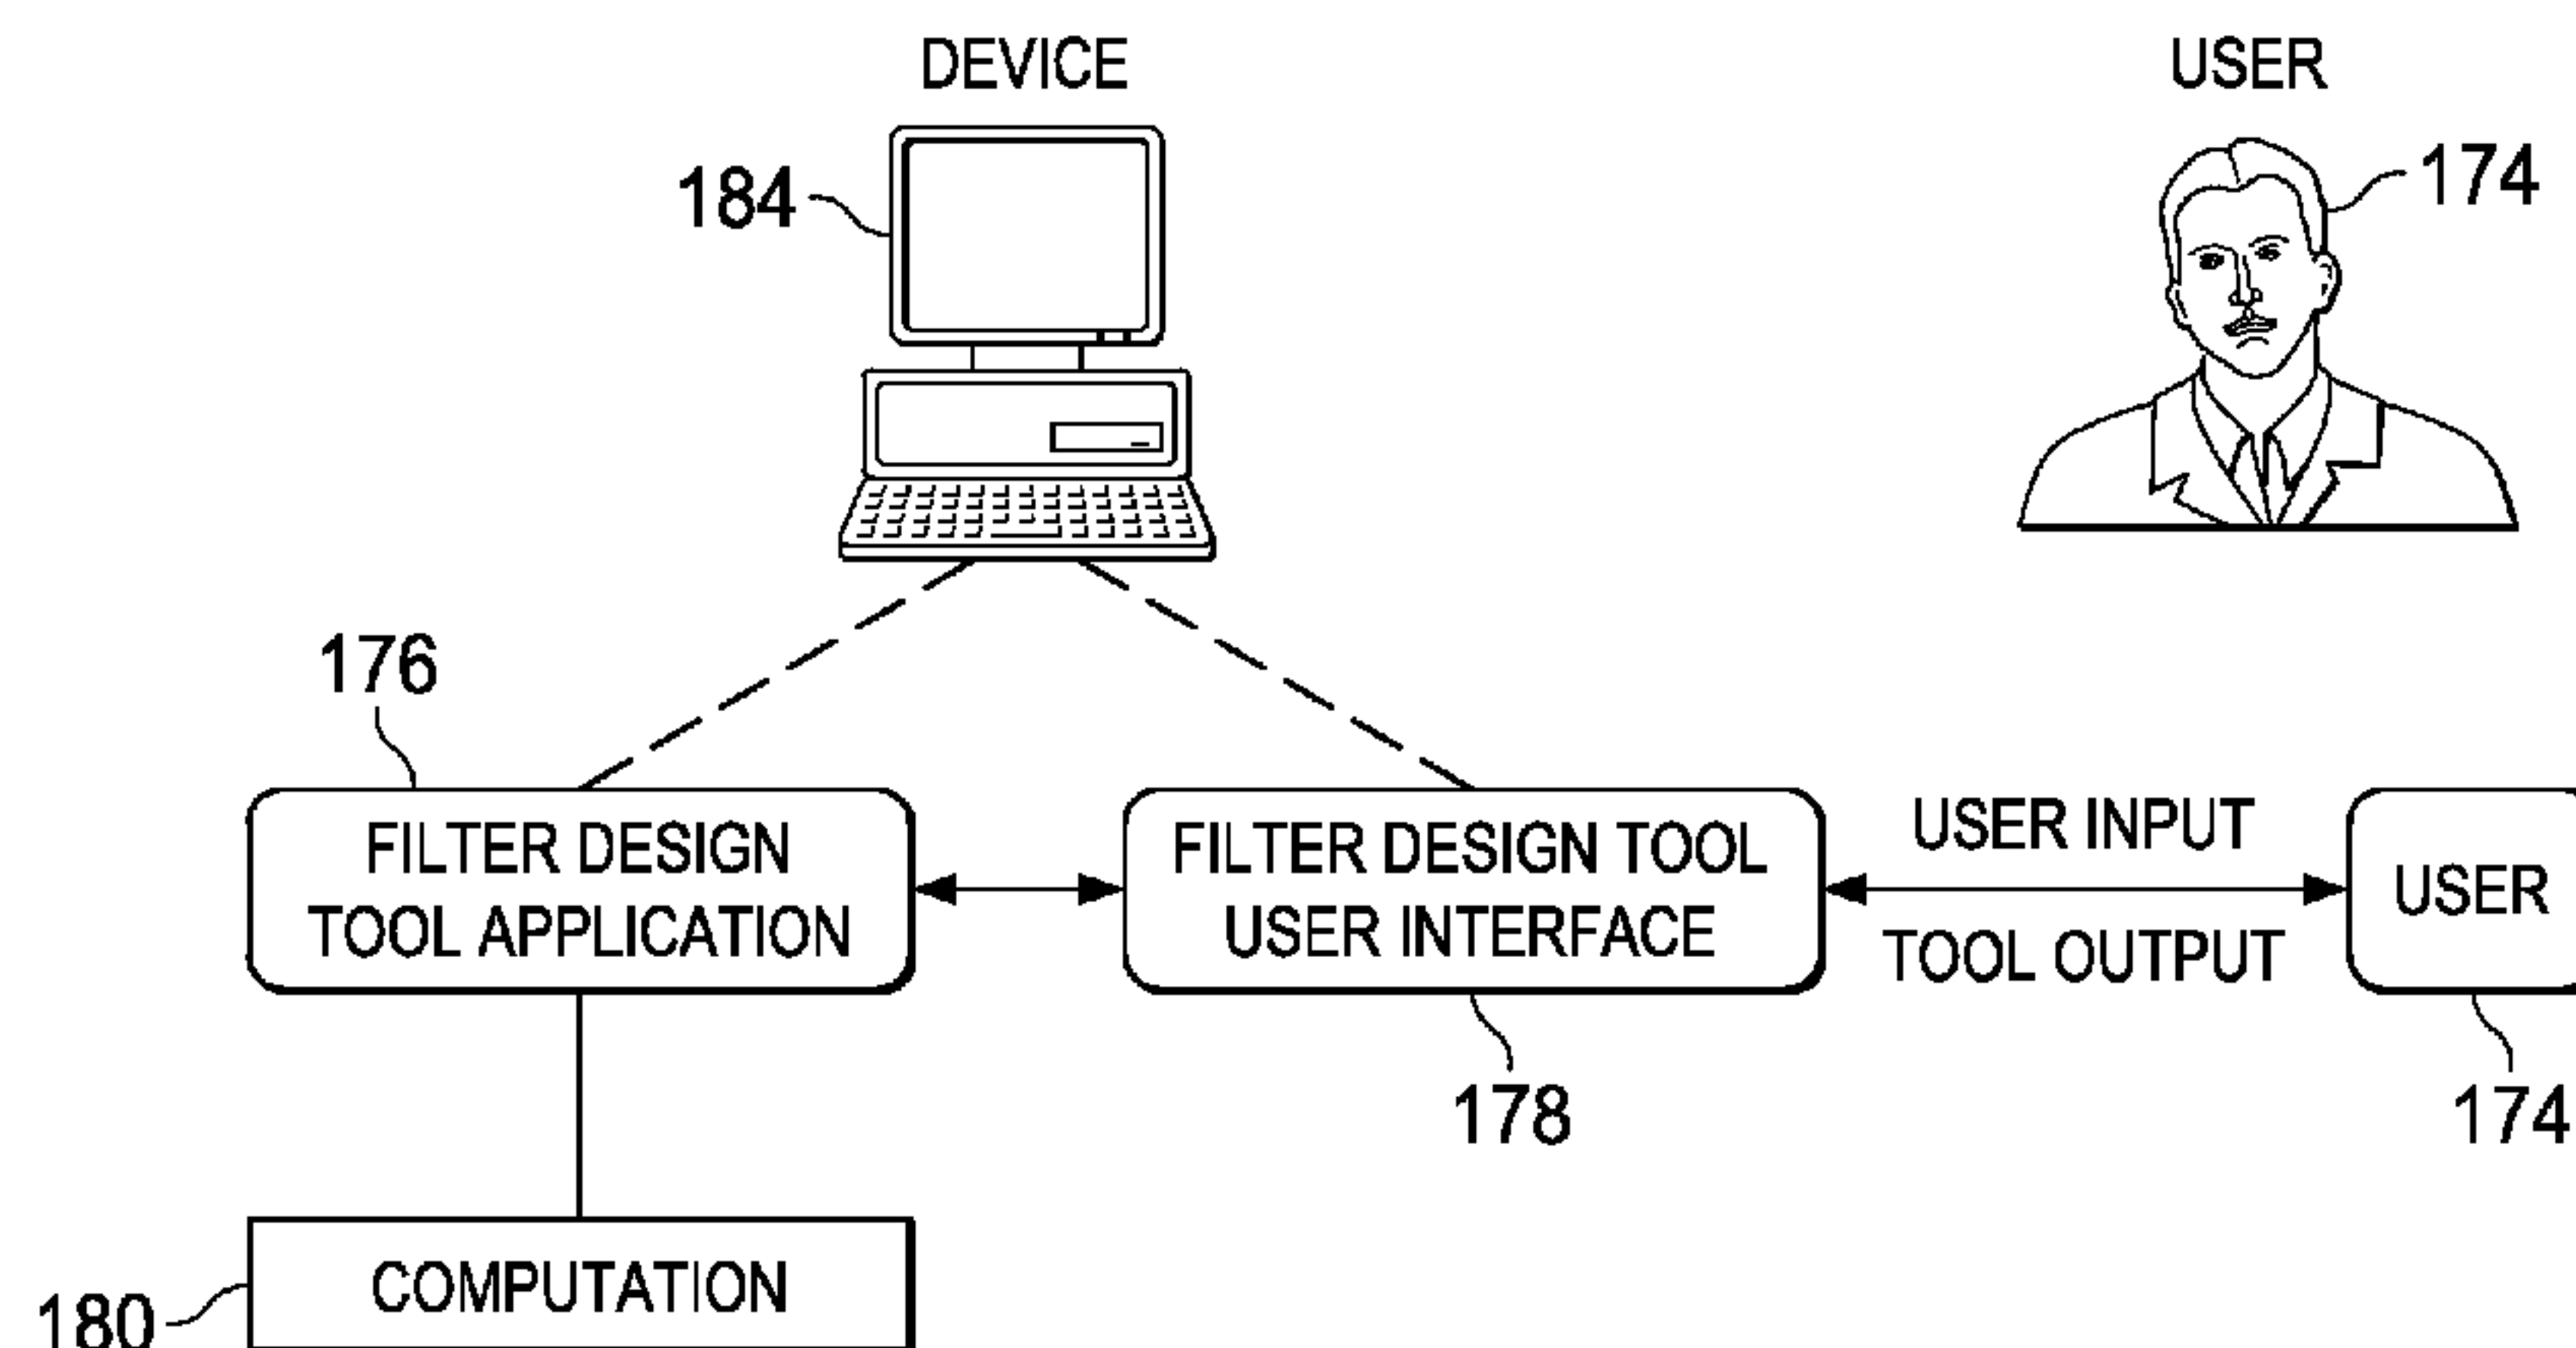 DEVICE
USER
184
174
176
FILTER DESIGN
TOOL APPLICATION
FILTER DESIGN TOOL
USER INTERFACE
USER INPUT
TOOL OUTPUT
USER
178
174
COMPUTATION
180